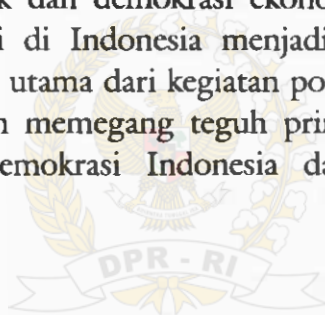 k dan demokrasi ekono
i di Indonesia menjadi
utama dari kegiatan po
n memegang teguh prin
emokrasi Indonesia da
DPR - RI